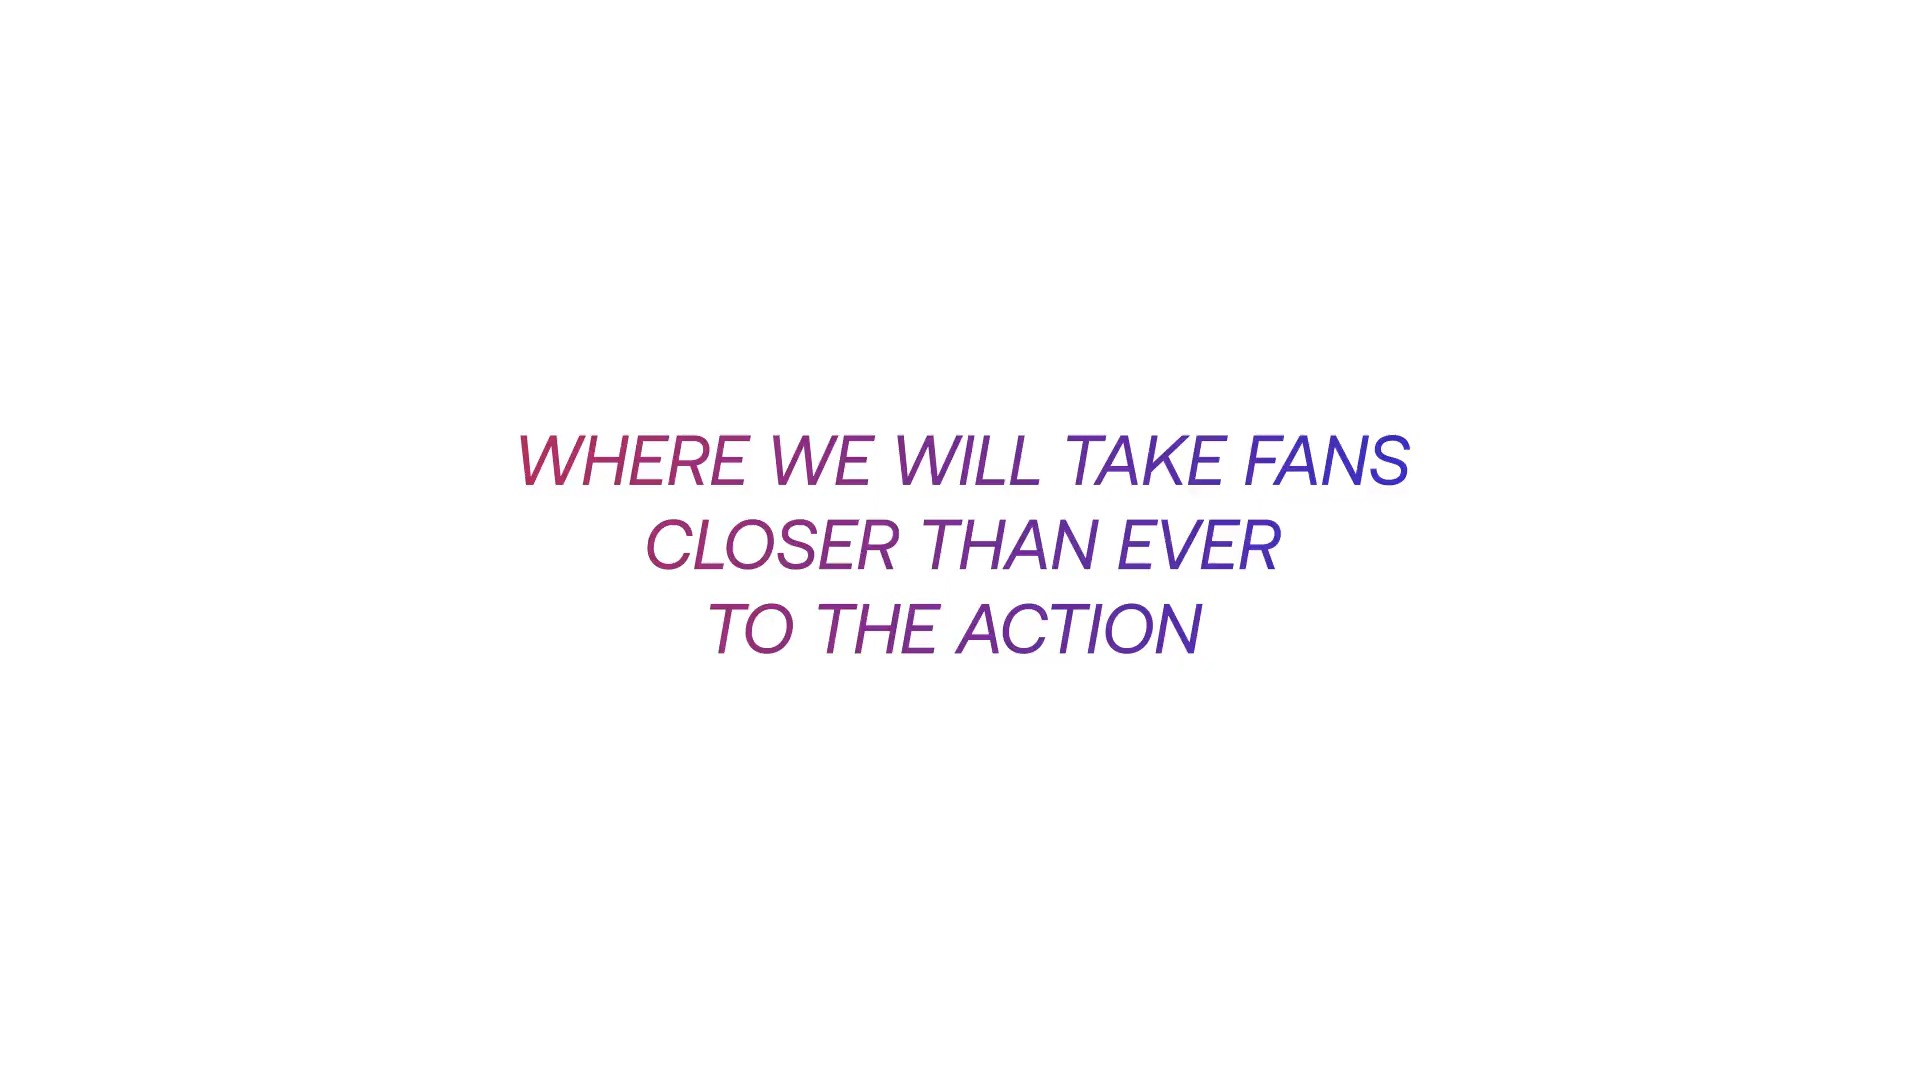 WHERE WE WILL TAKE FANS
CLOSER THAN EVER
TO THE ACTION